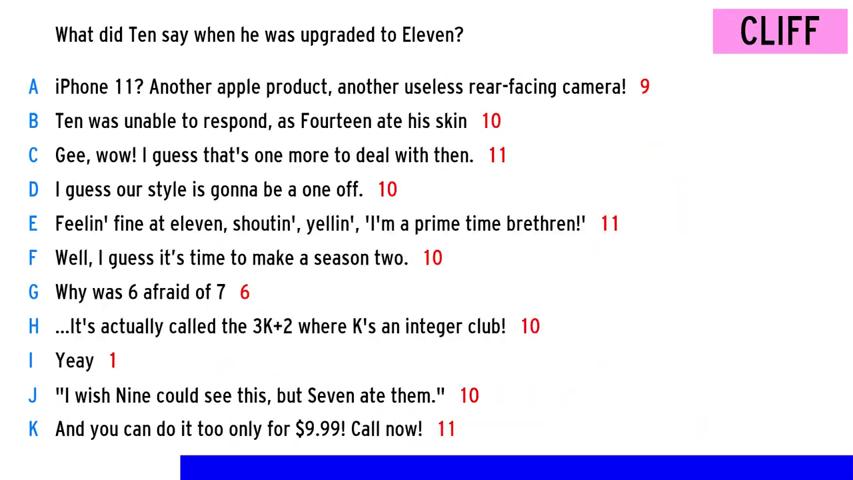 What did Ten say when he was upgraded to Eleven?
CLIFF
A iPhone 11? Another apple product, another useless rear-facing camera! 9
B Ten was unable to respond, as Fourteen ate his skin 10
C Gee, wow! I guess that's one more to deal with then. 11
D I guess our style is gonna be a one off. 10
E Feelin' fine at eleven, shoutin', yellin', 'I'm a prime time brethren!' 11
F Well, I guess it’s time to make a season two. 10
G Why was 6 afraid of 7 6
H ...It's actually called the 3K+2 where K's an integer club! 10
I Yeay 1
J "I wish Nine could see this, but Seven ate them." 10
K And you can do it too only for $9.99! Call now! 11